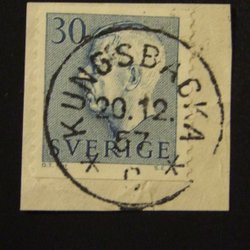 30
KUNGSBACKA
20.12.
57
SVERIGE